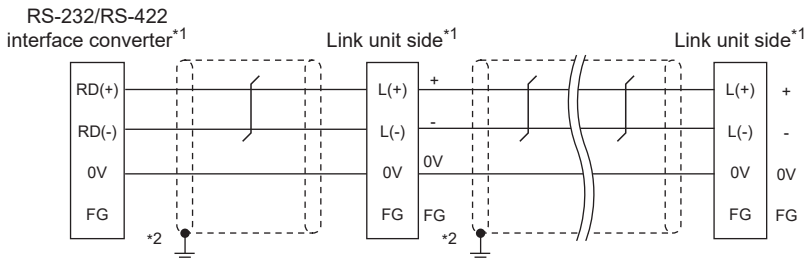 RS-232/RS-422
interface converter*1
Link unit side*1
Link unit side*1
RD(+)
L(+)
+
L(+)
+
RD(-)
L(-)
-
L(-)
-
0V
0V
0V
0V
0V
FG
FG
FG
FG
FG
*2
*2